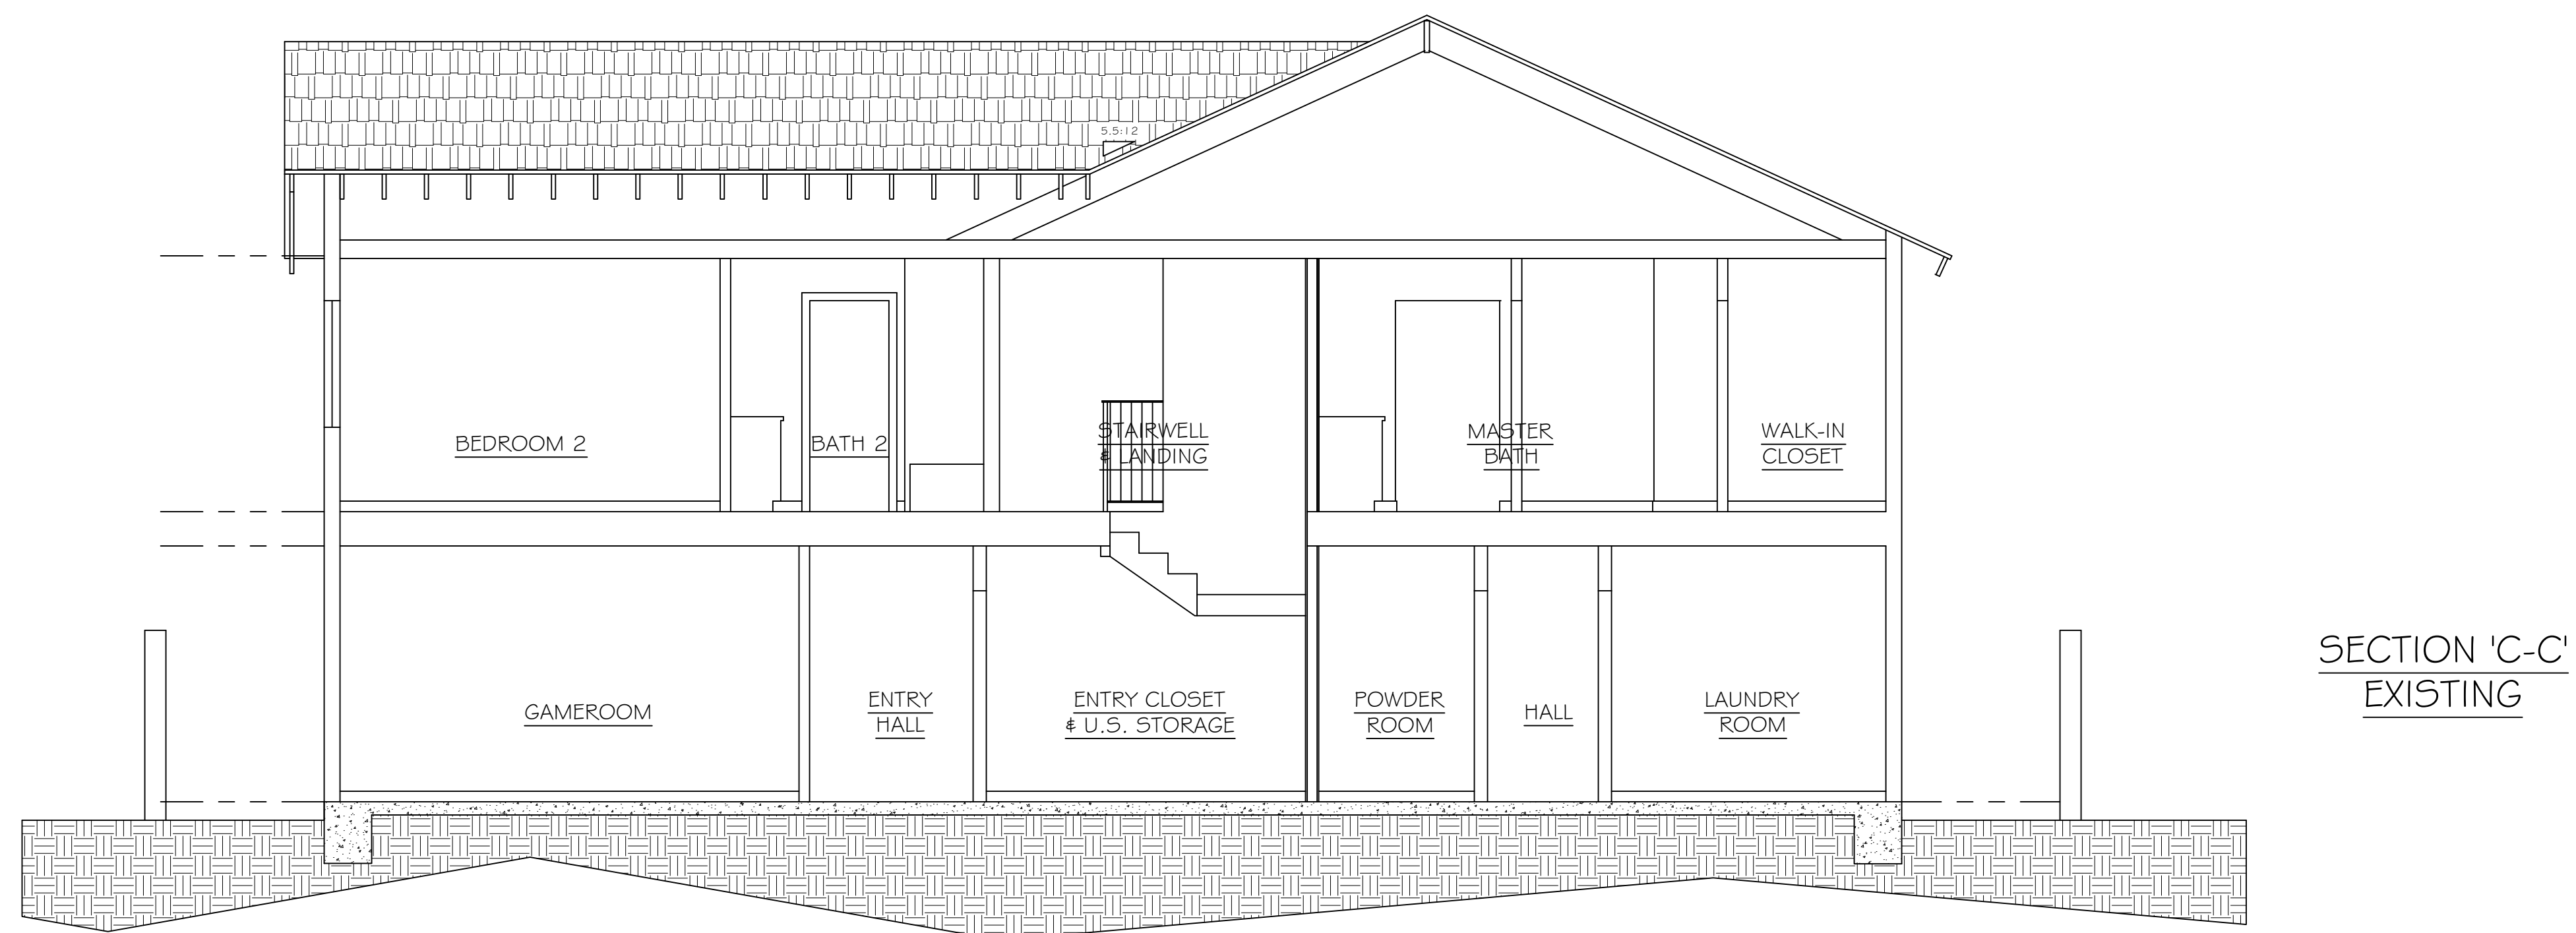 5.5:12
BEDROOM 2
BATH 2
STAIRWELL
& LANDING
MASTER
BATH
WALK-IN
CLOSET
GAMEROOM
ENTRY
HALL
ENTRY CLOSET
& U.S. STORAGE
POWDER
ROOM
HALL
LAUNDRY
ROOM
SECTION 'C-C'
EXISTING